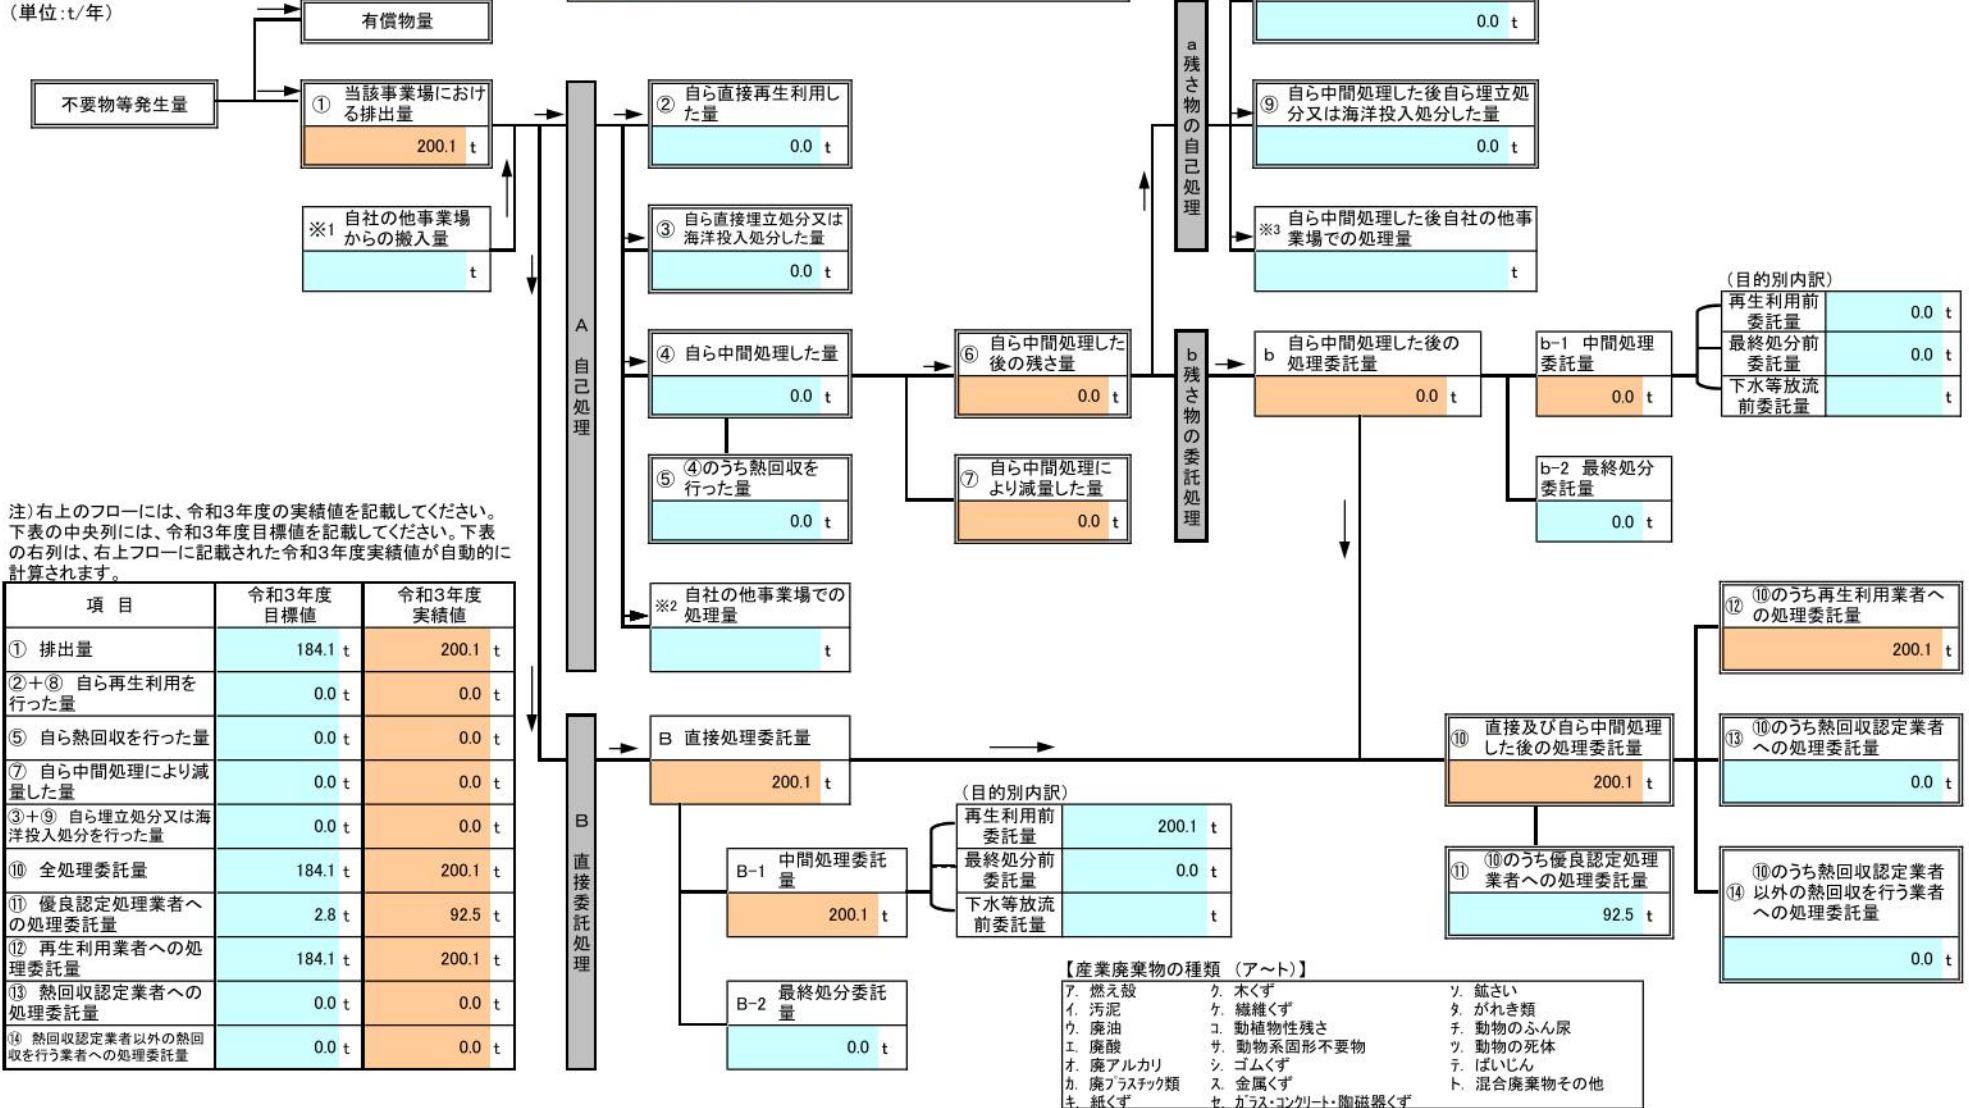 （単位:t/年）
有償物量
0.0 t
不要物等発生量
① 当該事業場におけ
る排出量
200.1 t
※1 自社の他事業場
からの搬入量
t
A 自己処理
② 自ら直接再生利用し
た量
0.0 t
③ 自ら直接埋立処分又は
海洋投入処分した量
0.0 t
④ 自ら中間処理した量
0.0 t
⑤ ④のうち熱回収を
行った量
0.0 t
※2 自社の他事業場での
処理量
t
⑥ 自ら中間処理した
後の残さ量
0.0 t
⑦ 自ら中間処理に
より減量した量
0.0 t
a 残さ物の自己処理
⑨ 自ら中間処理した後自ら埋立処
分又は海洋投入処分した量
0.0 t
※3 自ら中間処理した後自社の他事
業場での処理量
t
b 残さ物の委託処理
b 自ら中間処理した後の
処理委託量
0.0 t
b-1 中間処理
委託量
0.0 t
（目的別内訳）
再生利用前
委託量 0.0 t
最終処分前
委託量 0.0 t
下水等放流
前委託量 t
b-2 最終処分
委託量
0.0 t
注）右上のフローには、令和3年度の実績値を記載してください。
下表の中央列には、令和3年度目標値を記載してください。下表
の右列は、右上フローに記載された令和3年度実績値が自動的に
計算されます。
項 目 令和3年度
目標値 令和3年度
実績値
① 排出量 184.1 t 200.1 t
②＋⑧ 自ら再生利用を
行った量 0.0 t 0.0 t
⑤ 自ら熱回収を行った量 0.0 t 0.0 t
⑦ 自ら中間処理により減
量した量 0.0 t 0.0 t
③＋⑨ 自ら埋立処分又は海
洋投入処分を行った量 0.0 t 0.0 t
⑩ 全処理委託量 184.1 t 200.1 t
⑪ 優良認定処理業者へ
の処理委託量 2.8 t 92.5 t
⑫ 再生利用業者への処
理委託量 184.1 t 200.1 t
⑬ 熱回収認定業者への
処理委託量 0.0 t 0.0 t
⑭ 熱回収認定業者以外の熱回
収を行う業者への処理委託量 0.0 t 0.0 t
B 直接委託処理
B 直接処理委託量
200.1 t
B-1 中間処理委託
量
200.1 t
（目的別内訳）
再生利用前
委託量 200.1 t
最終処分前
委託量 0.0 t
下水等放流
前委託量 t
B-2 最終処分委託
量
0.0 t
⑩ 直接及び自ら中間処理
した後の処理委託量
200.1 t
⑪ ⑩のうち優良認定処理
業者への処理委託量
92.5 t
⑫ ⑩のうち再生利用業者へ
の処理委託量
200.1 t
⑬ ⑩のうち熱回収認定業者
への処理委託量
0.0 t
⑭ ⑩のうち熱回収認定業者
以外の熱回収を行う業者
への処理委託量
0.0 t
【産業廃棄物の種類 （ア～ト）】
ア. 燃え殻 ク. 木くず ソ. 鉱さい
イ. 汚泥 ケ. 繊維くず タ. がれき類
ウ. 廃油 コ. 動植物性残さ チ. 動物のふん尿
エ. 廃酸 サ. 動物系固形不要物 ツ. 動物の死体
オ. 廃アルカリ シ. ゴムくず テ. ばいじん
カ. 廃プラスチック類 ス. 金属くず ト. 混合廃棄物その他
キ. 紙くず セ. ガラス・コンクリート・陶磁器くず